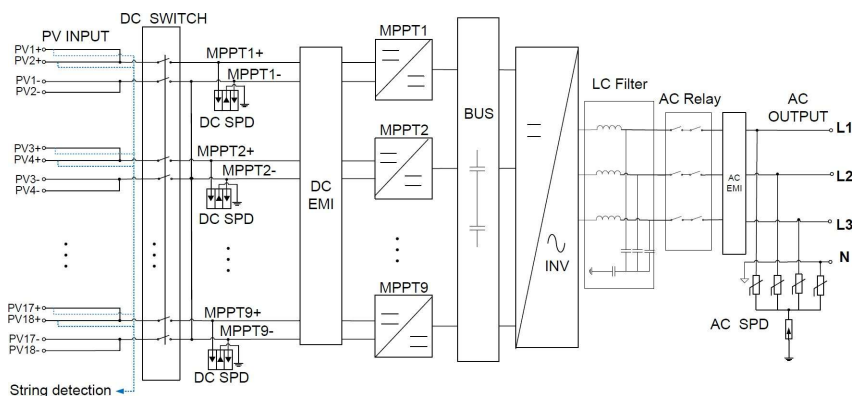 DC SWITCH
PV INPUT
PV1+
PV2+
PV1-
PV2-
MPPT1+
MPPT1-
DC SPD
MPPT1
PV3+
PV4+
PV3-
PV4-
MPPT2+
MPPT2-
DC SPD
MPPT2
DC
EMI
BUS
INV
LC Filter
AC Relay
AC
EMI
AC
OUTPUT
L1
L2
L3
N
AC SPD
PV17+
PV18+
PV17-
PV18-
MPPT9+
MPPT9-
DC SPD
MPPT9
String detection